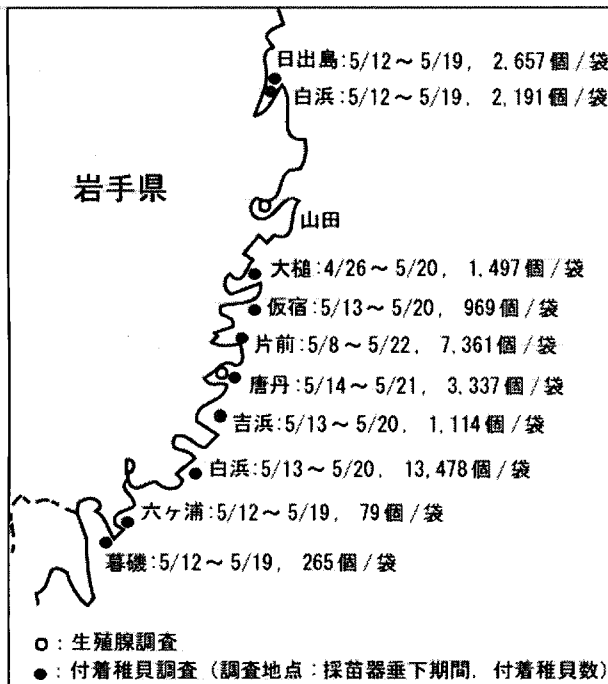 日出島:5/12～5/19, 2,657個/袋
白浜:5/12～5/19, 2,191個/袋
岩手県
山田
大槌:4/26～5/20, 1,497個/袋
仮宿:5/13～5/20, 969個/袋
片前:5/8～5/22, 7,361個/袋
唐丹:5/14～5/21, 3,337個/袋
吉浜:5/13～5/20, 1,114個/袋
白浜:5/13～5/20, 13,478個/袋
六ヶ浦:5/12～5/19, 79個/袋
暮磯:5/12～5/19, 265個/袋
○:生殖腺調査
●:付着稚貝調査(調査地点:採苗器垂下期間, 付着稚貝数)